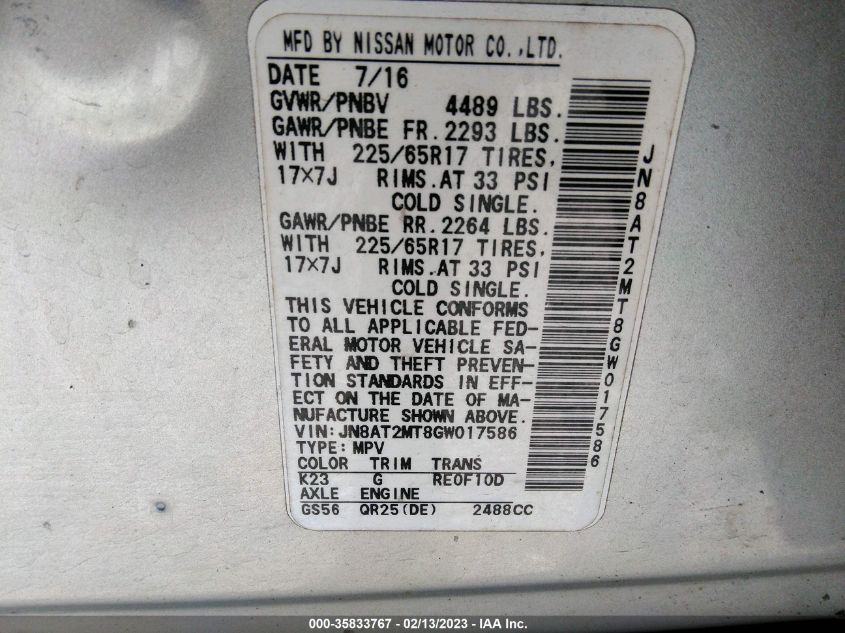 MFD BY NISSAN MOTOR CO.,LTD.
DATE 7/16
GVWR/PNBV 4489 LBS.
GAWR/PNBE FR. 2293 LBS.
WITH 225/65R17 TIRES,
17×7J RIMS.AT 33 PSI
COLD SINGLE.
GAWR/PNBE RR. 2264 LBS.
WITH 225/65R17 TIRES,
17×7J RIMS.AT 33 PSI
COLD SINGLE.
THIS VEHICLE CONFORMS
TO ALL APPLICABLE FED-
ERAL MOTOR VEHICLE SA-
FETY AND THEFT PREVEN-
TION STANDARDS IN EFF-
ECT ON THE DATE OF MA-
NUFACTURE SHOWN ABOVE.
VIN:JN8AT2MT8GW017586
TYPE:MPV
COLOR TRIM TRANS
K23 G RE0F10D
AXLE ENGINE
GS56 QR25(DE) 2488CC
JN8AT2MT8GW017586
000-35833767 - 02/13/2023 - IAA Inc.